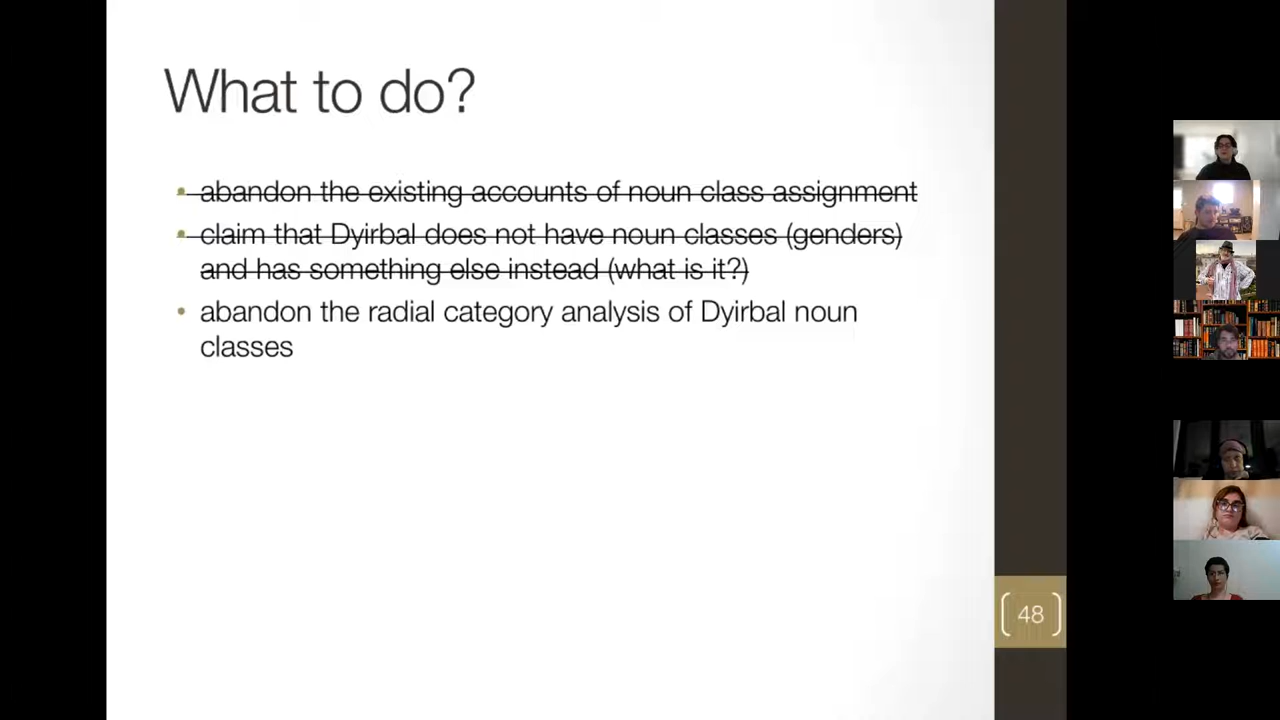 What to do?
• abandon the existing accounts of noun class assignment
• claim that Dyirbal does not have noun classes (genders)
and has something else instead (what is it?)
• abandon the radial category analysis of Dyirbal noun
classes
48